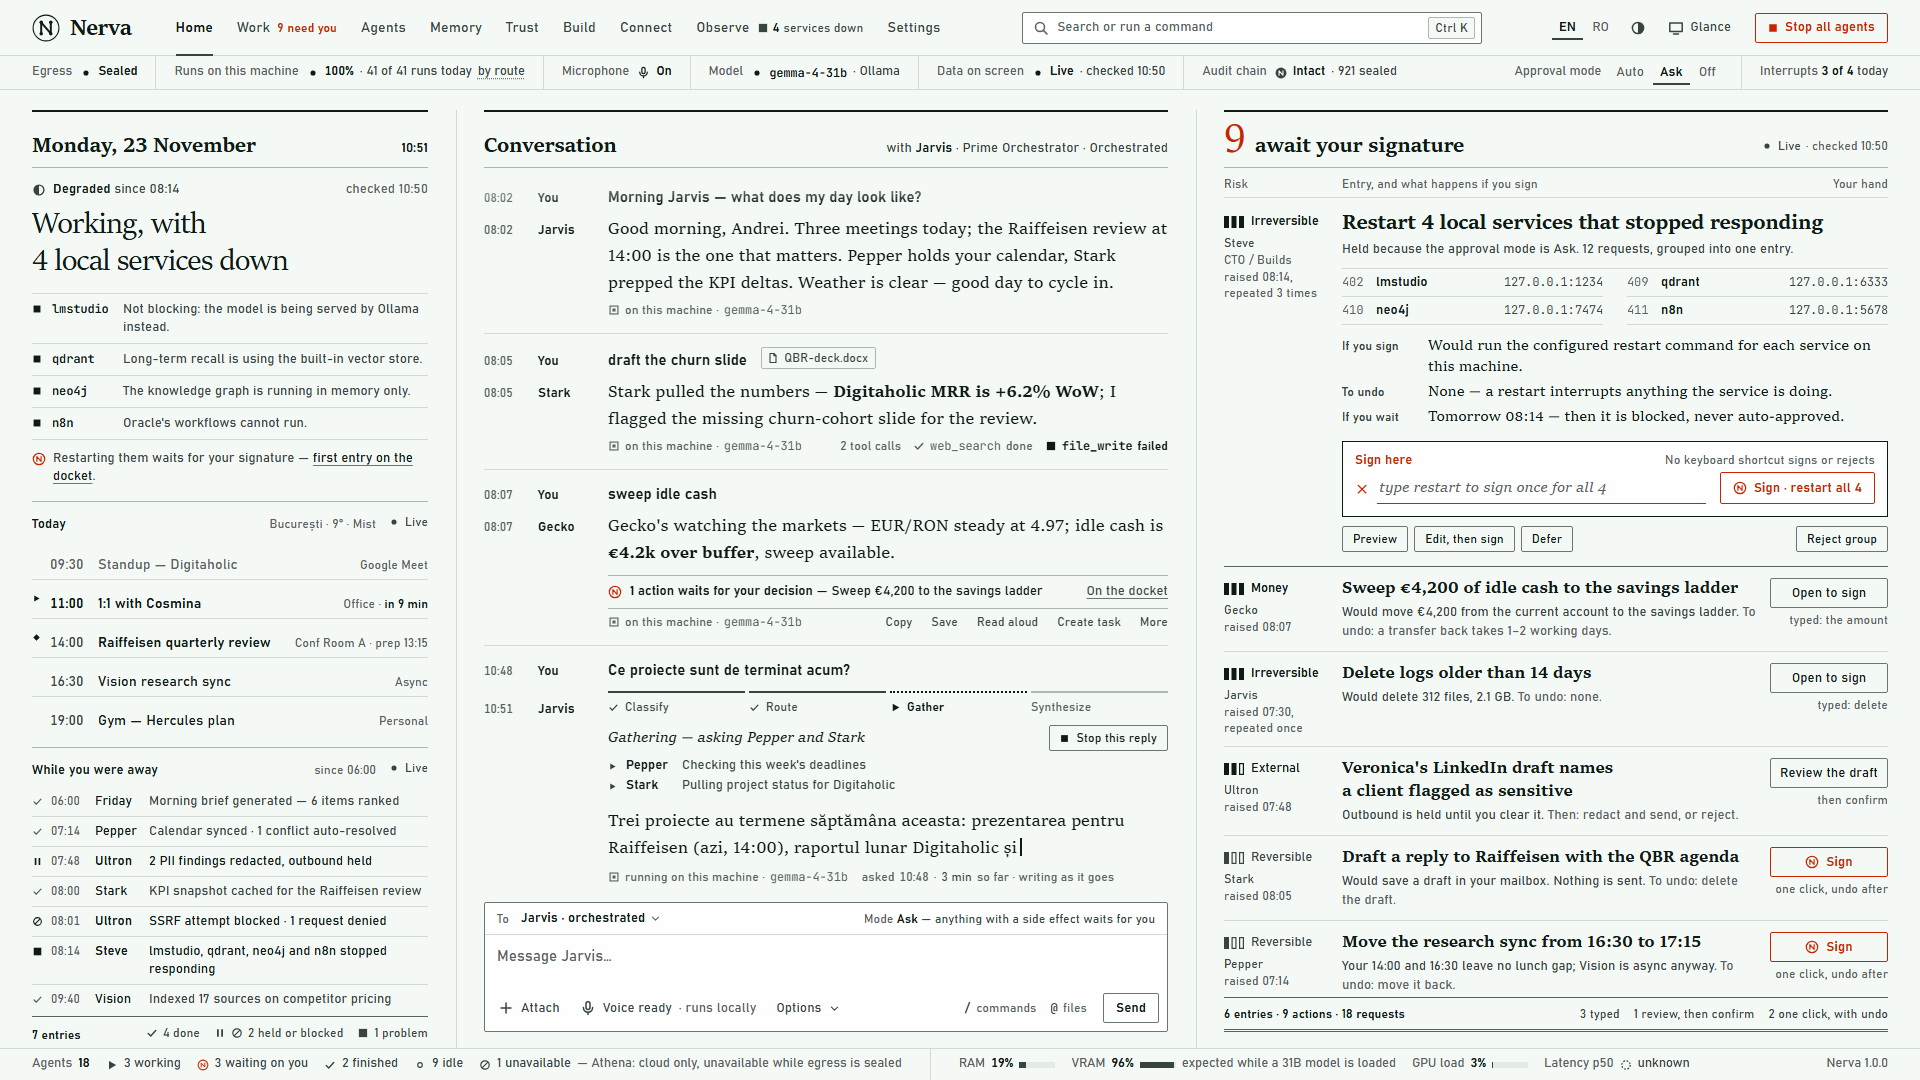 Nerva
Home
Work 9 need you
Agents
Memory
Trust
Build
Connect
Observe 4 services down
Settings
Search or run a command
Ctrl K
EN RO
Glance
Stop all agents
Egress Sealed
Runs on this machine 100% · 41 of 41 runs today by route
Microphone On
Model gemma-4-31b · Ollama
Data on screen Live · checked 10:50
Audit chain Intact · 921 sealed
Approval mode Auto Ask Off
Interrupts 3 of 4 today
Monday, 23 November 10:51
Degraded since 08:14 checked 10:50
Working, with
4 local services down
lmstudio Not blocking: the model is being served by Ollama
instead.
qdrant Long-term recall is using the built-in vector store.
neo4j The knowledge graph is running in memory only.
n8n Oracle's workflows cannot run.
Restarting them waits for your signature — first entry on the
docket.
Today București · 9° · Mist Live
09:30 Standup — Digitaholic Google Meet
11:00 1:1 with Cosmina Office · in 9 min
14:00 Raiffeisen quarterly review Conf Room A · prep 13:15
16:30 Vision research sync Async
19:00 Gym — Hercules plan Personal
While you were away since 06:00 Live
06:00 Friday Morning brief generated — 6 items ranked
07:14 Pepper Calendar synced · 1 conflict auto-resolved
07:48 Ultron 2 PII findings redacted, outbound held
08:00 Stark KPI snapshot cached for the Raiffeisen review
08:01 Ultron SSRF attempt blocked · 1 request denied
08:14 Steve lmstudio, qdrant, neo4j and n8n stopped
responding
09:40 Vision Indexed 17 sources on competitor pricing
7 entries 4 done 2 held or blocked 1 problem
Conversation with Jarvis · Prime Orchestrator · Orchestrated
08:02 You Morning Jarvis — what does my day look like?
08:02 Jarvis Good morning, Andrei. Three meetings today; the Raiffeisen review at
14:00 is the one that matters. Pepper holds your calendar, Stark
prepped the KPI deltas. Weather is clear — good day to cycle in.
on this machine · gemma-4-31b
08:05 You draft the churn slide QBR-deck.docx
08:05 Stark Stark pulled the numbers — Digitaholic MRR is +6.2% WoW; I
flagged the missing churn-cohort slide for the review.
on this machine · gemma-4-31b 2 tool calls web_search done file_write failed
08:07 You sweep idle cash
08:07 Gecko Gecko's watching the markets — EUR/RON steady at 4.97; idle cash is
€4.2k over buffer, sweep available.
1 action waits for your decision — Sweep €4,200 to the savings ladder On the docket
on this machine · gemma-4-31b Copy Save Read aloud Create task More
10:48 You Ce proiecte sunt de terminat acum?
10:51 Jarvis Classify Route Gather Synthesize
Gathering — asking Pepper and Stark Stop this reply
Pepper Checking this week's deadlines
Stark Pulling project status for Digitaholic
Trei proiecte au termene săptămâna aceasta: prezentarea pentru
Raiffeisen (azi, 14:00), raportul lunar Digitaholic și
running on this machine · gemma-4-31b asked 10:48 · 3 min so far · writing as it goes
To Jarvis · orchestrated Mode Ask — anything with a side effect waits for you
Message Jarvis…
Attach Voice ready · runs locally Options / commands @ files Send
9 await your signature Live · checked 10:50
Risk Entry, and what happens if you sign Your hand
Irreversible Restart 4 local services that stopped responding
Steve
CTO / Builds
raised 08:14,
repeated 3 times
Held because the approval mode is Ask. 12 requests, grouped into one entry.
402 lmstudio 127.0.0.1:1234 409 qdrant 127.0.0.1:6333
410 neo4j 127.0.0.1:7474 411 n8n 127.0.0.1:5678
If you sign Would run the configured restart command for each service on
this machine.
To undo None — a restart interrupts anything the service is doing.
If you wait Tomorrow 08:14 — then it is blocked, never auto-approved.
Sign here No keyboard shortcut signs or rejects
type restart to sign once for all 4 Sign · restart all 4
Preview Edit, then sign Defer Reject group
Money Sweep €4,200 of idle cash to the savings ladder Open to sign
Gecko
raised 08:07
Would move €4,200 from the current account to the savings ladder. To
undo: a transfer back takes 1–2 working days.
typed: the amount
Irreversible Delete logs older than 14 days Open to sign
Jarvis
raised 07:30,
repeated once
Would delete 312 files, 2.1 GB. To undo: none.
typed: delete
External Veronica's LinkedIn draft names
a client flagged as sensitive
Review the draft
Ultron
raised 07:48
Outbound is held until you clear it. Then: redact and send, or reject.
then confirm
Reversible Draft a reply to Raiffeisen with the QBR agenda Sign
Stark
raised 08:05
Would save a draft in your mailbox. Nothing is sent. To undo: delete
the draft.
one click, undo after
Reversible Move the research sync from 16:30 to 17:15 Sign
Pepper
raised 07:14
Your 14:00 and 16:30 leave no lunch gap; Vision is async anyway. To
undo: move it back.
one click, undo after
6 entries · 9 actions · 18 requests 3 typed 1 review, then confirm 2 one click, with undo
Agents 18 3 working 3 waiting on you 2 finished 9 idle 1 unavailable — Athena: cloud only, unavailable while egress is sealed
RAM 19% VRAM 96% expected while a 31B model is loaded GPU load 3% Latency p50 unknown Nerva 1.0.0